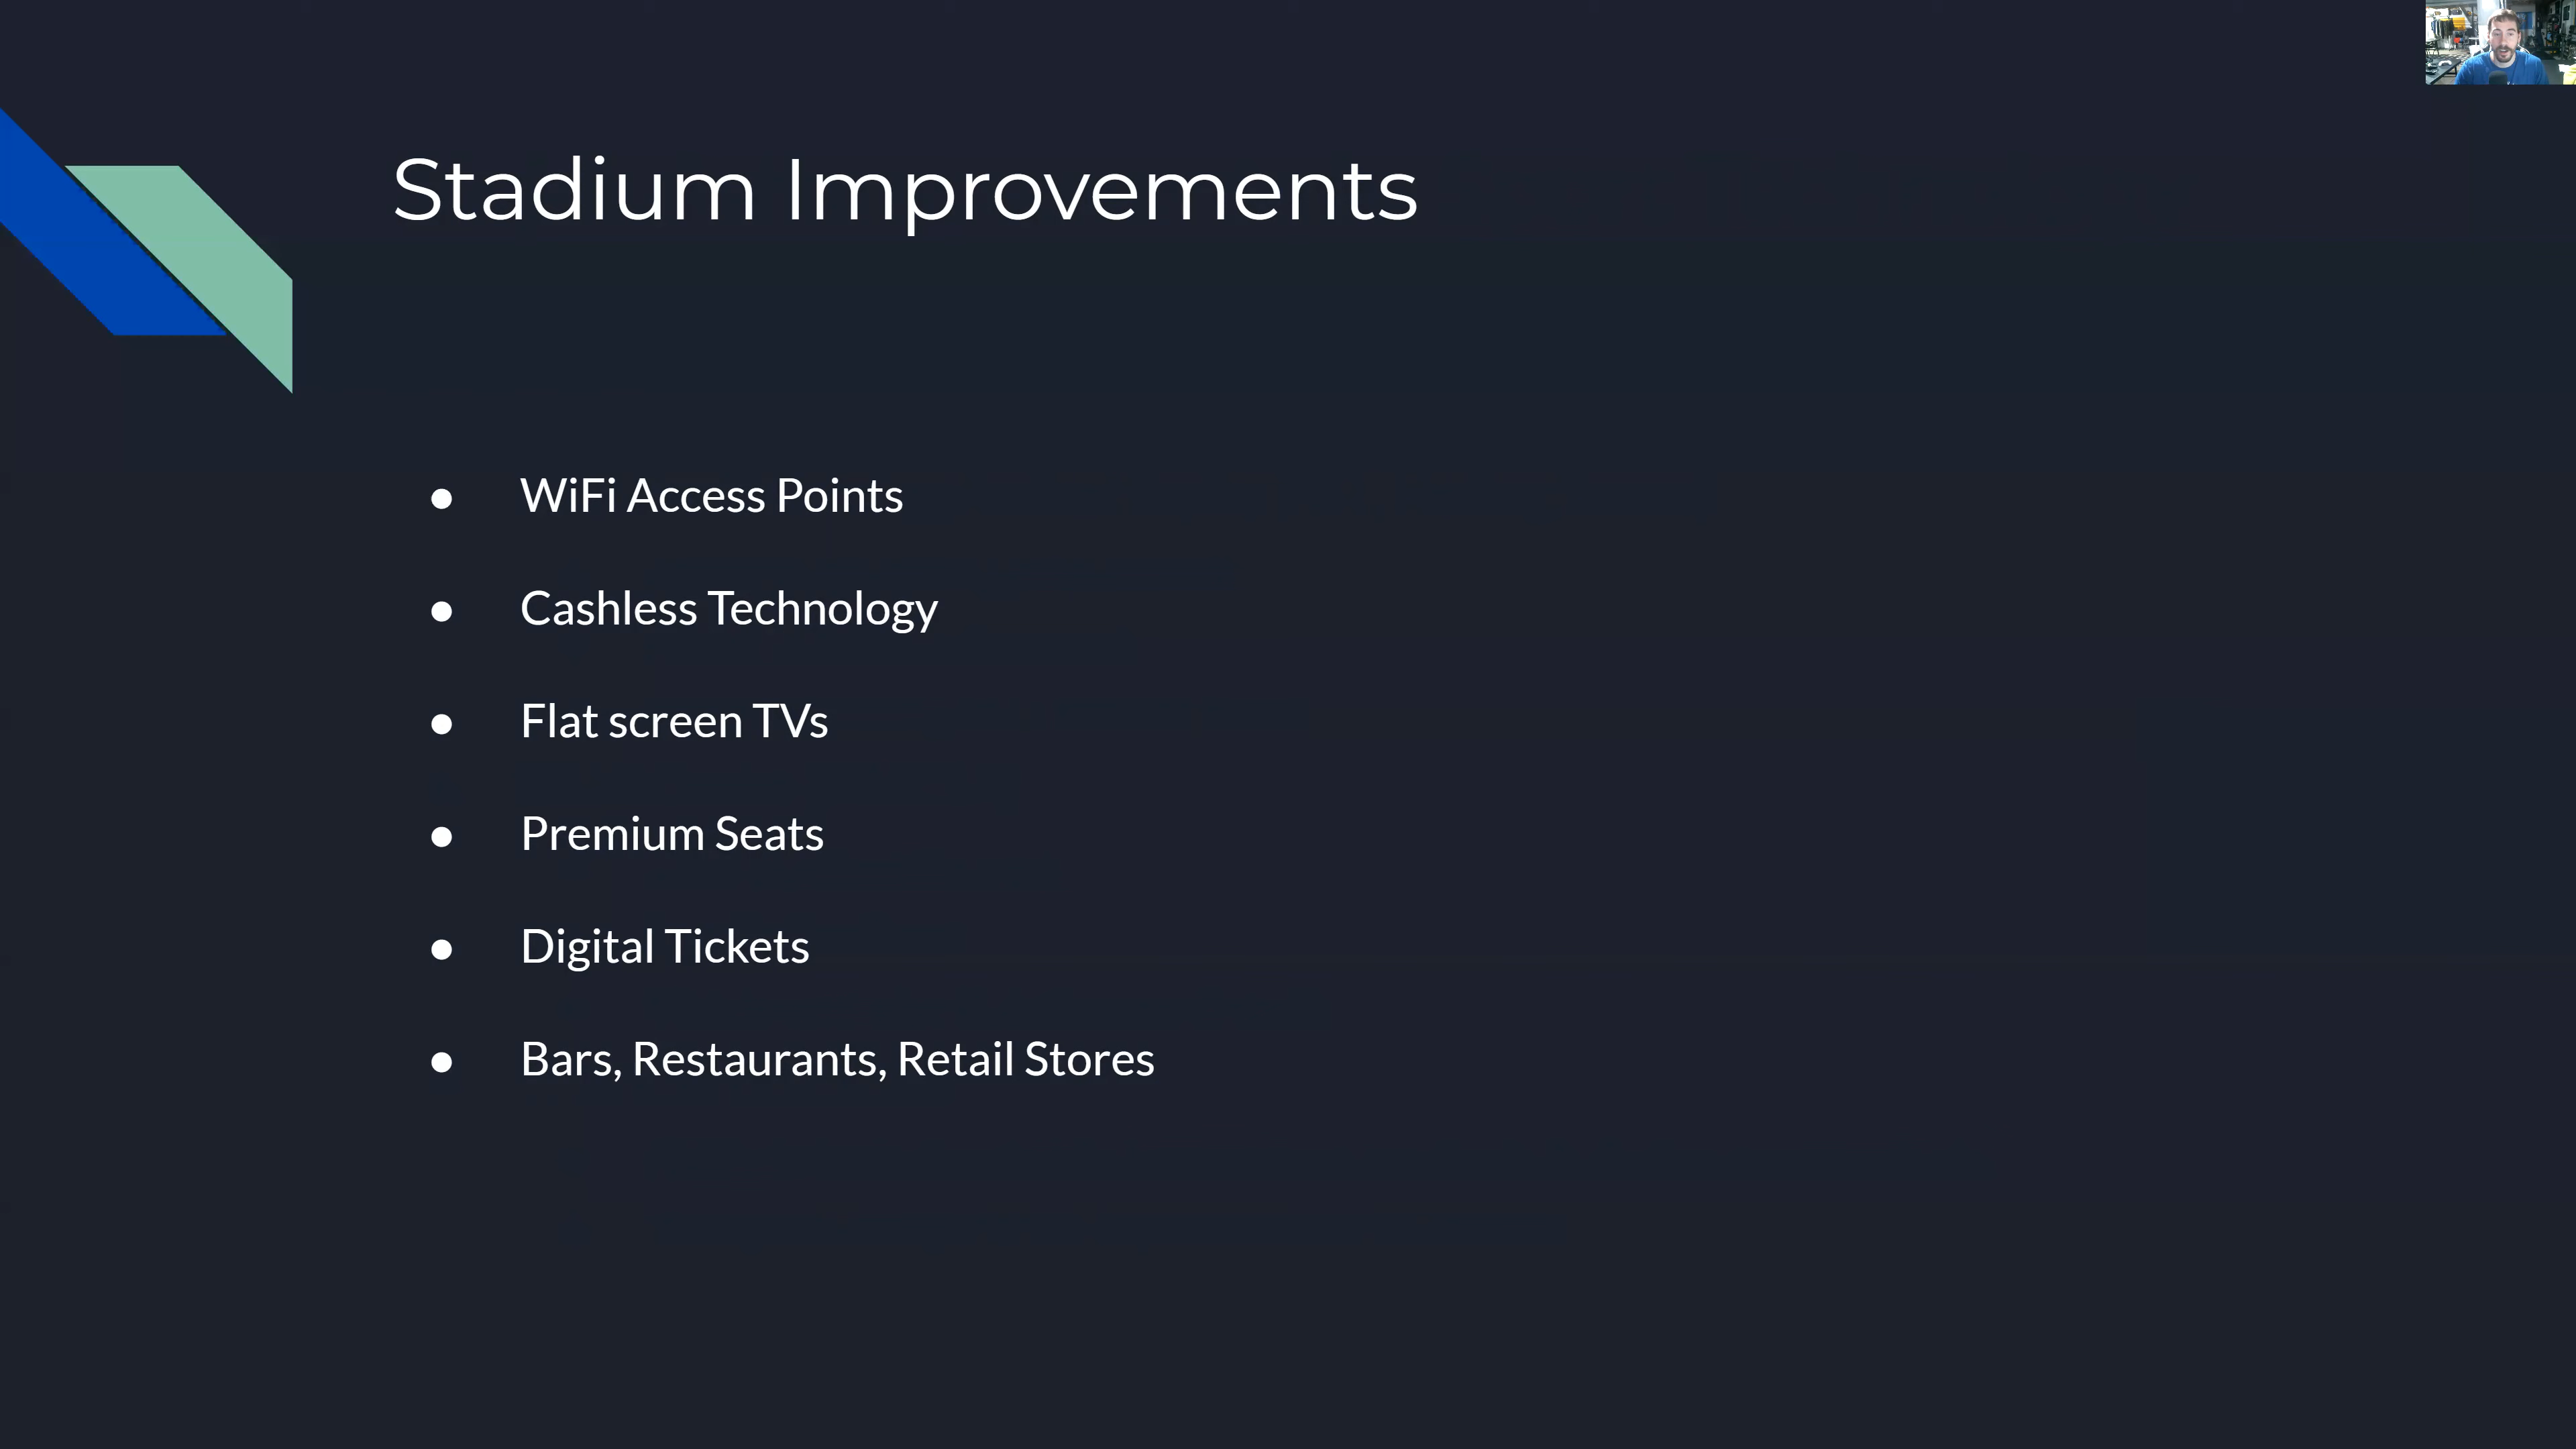 Stadium Improvements
● WiFi Access Points
● Cashless Technology
● Flat screen TVs
● Premium Seats
● Digital Tickets
● Bars, Restaurants, Retail Stores